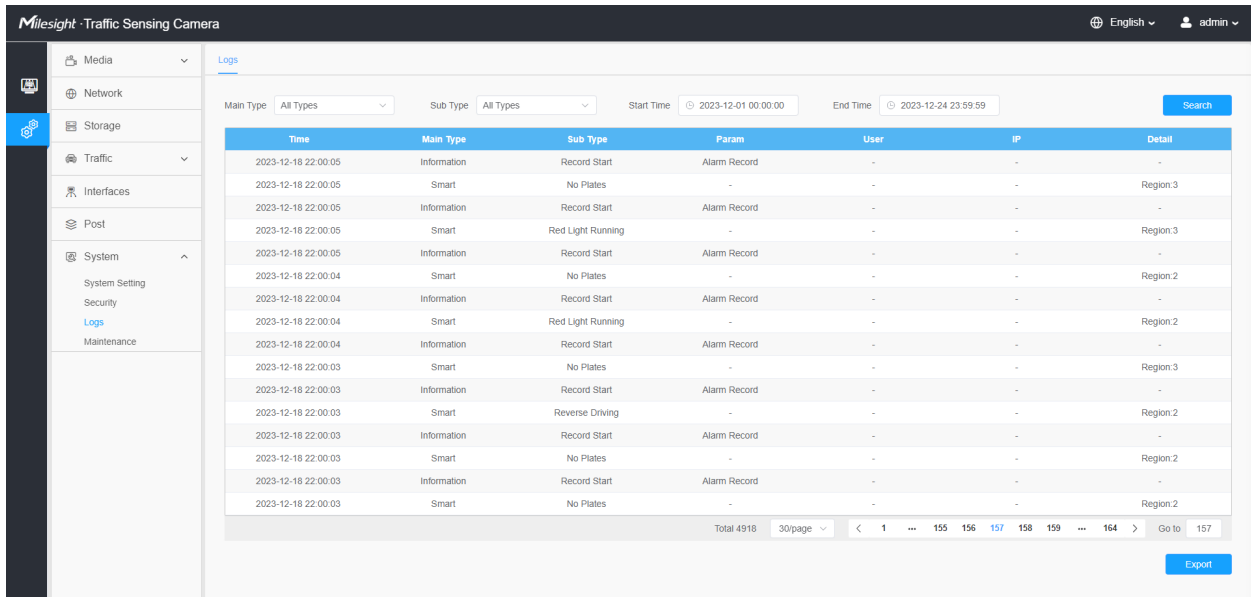 Milesight · Traffic Sensing Camera English admin
Media
Logs
Network
Main Type All Types Sub Type All Types Start Time 2023-12-01 00:00:00 End Time 2023-12-24 23:59:59 Search
Storage
Traffic
Interfaces
Post
System
System Setting
Security
Logs
Maintenance
Time Main Type Sub Type Param User IP Detail
2023-12-18 22:00:05 Information Record Start Alarm Record - - -
2023-12-18 22:00:05 Smart No Plates - - - Region:3
2023-12-18 22:00:05 Information Record Start Alarm Record - - -
2023-12-18 22:00:05 Smart Red Light Running - - - Region:3
2023-12-18 22:00:05 Information Record Start Alarm Record - - -
2023-12-18 22:00:04 Smart No Plates - - - Region:2
2023-12-18 22:00:04 Information Record Start Alarm Record - - -
2023-12-18 22:00:04 Smart Red Light Running - - - Region:2
2023-12-18 22:00:04 Information Record Start Alarm Record - - -
2023-12-18 22:00:03 Smart No Plates - - - Region:3
2023-12-18 22:00:03 Information Record Start Alarm Record - - -
2023-12-18 22:00:03 Smart Reverse Driving - - - Region:2
2023-12-18 22:00:03 Information Record Start Alarm Record - - -
2023-12-18 22:00:03 Smart No Plates - - - Region:2
2023-12-18 22:00:03 Information Record Start Alarm Record - - -
2023-12-18 22:00:03 Smart No Plates - - - Region:2
Total 4918 30/page < 1 ... 155 156 157 158 159 ... 164 > Go to 157
Export